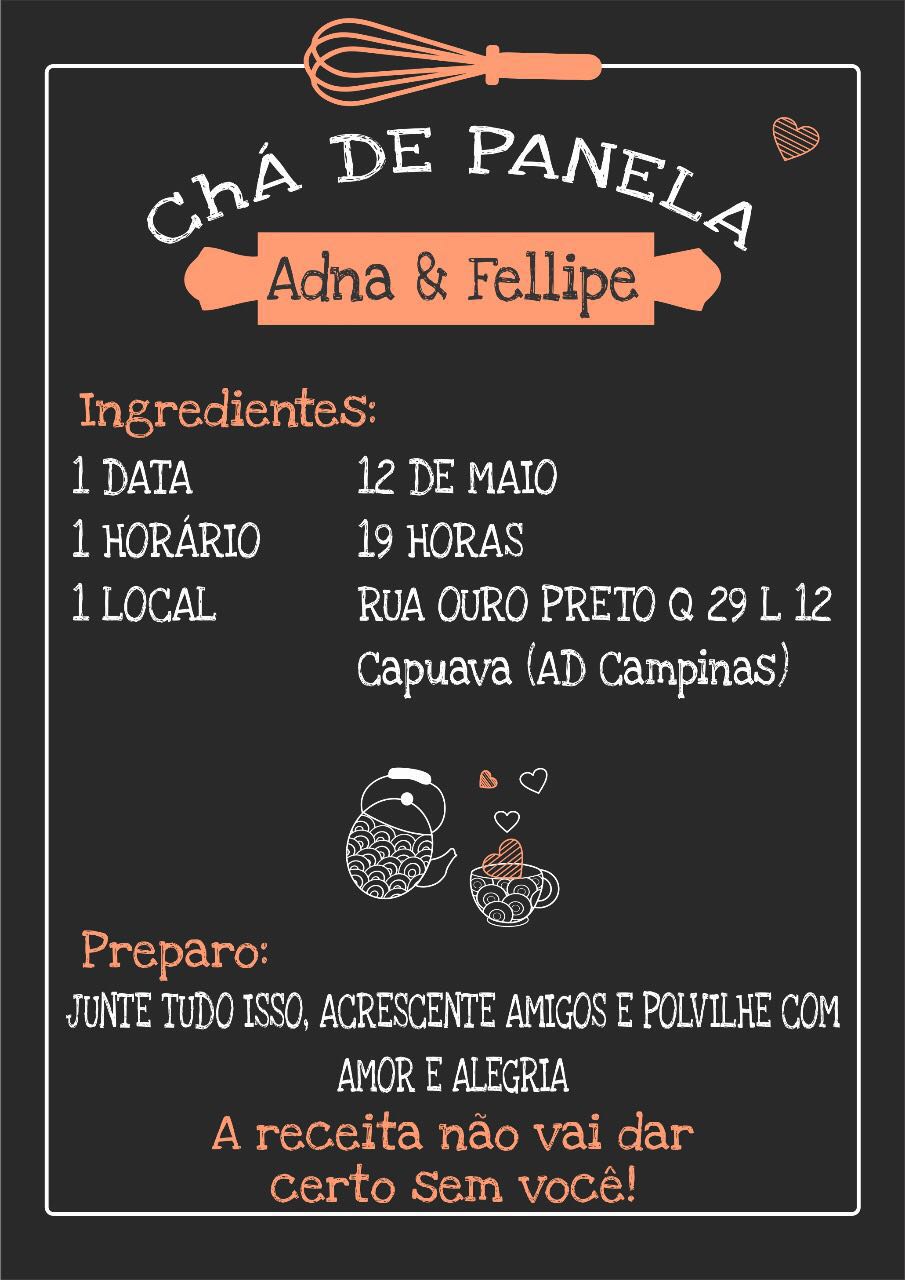 ChÁ DE PANELA
Adna & Fellipe
Ingredientes:
1 DATA 12 DE MAIO
1 HORÁRIO 19 HORAS
1 LOCAL RUA OURO PRETO Q 29 L 12
Capuava (AD Campinas)
Preparo:
JUNTE TUDO ISSO, ACRESCENTE AMIGOS E POLVILHE COM
AMOR E ALEGRIA
A receita não vai dar
certo sem você!